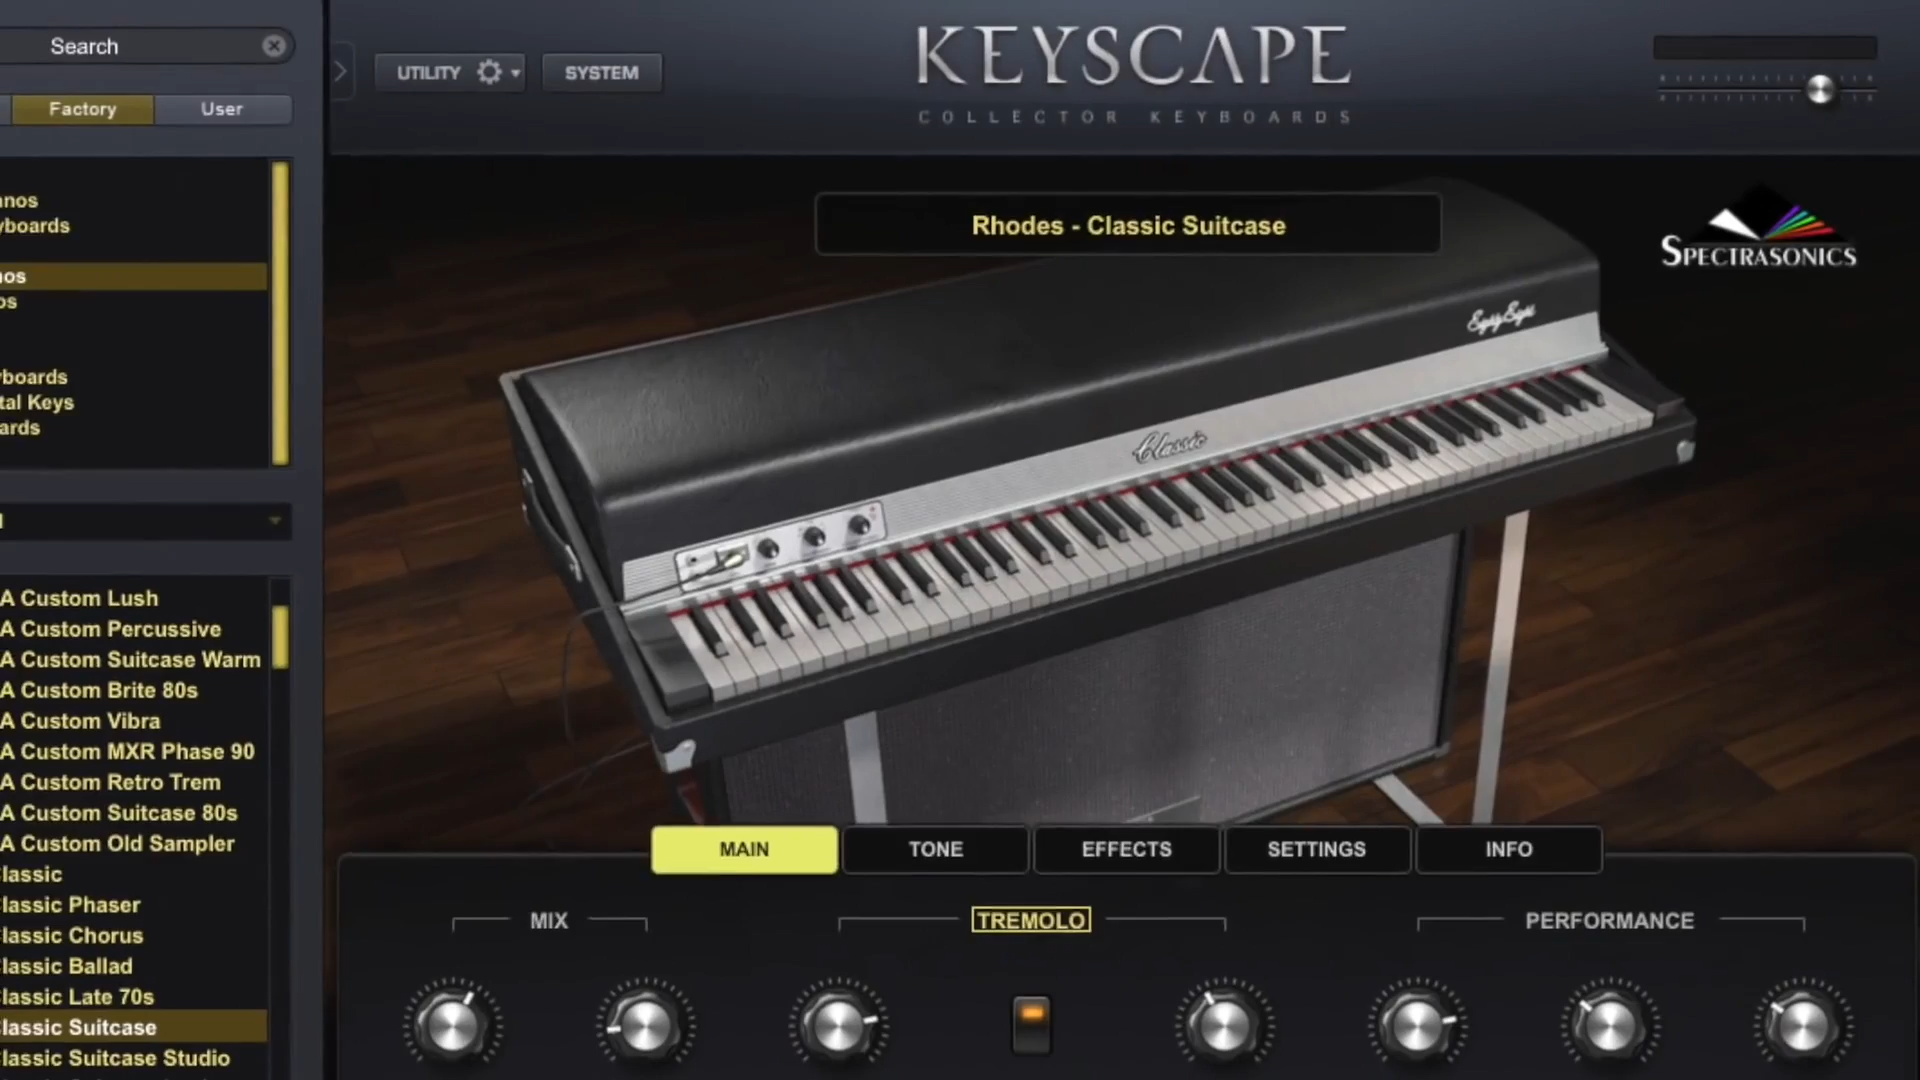 Search
Factory
User
UTILITY
SYSTEM
KEYSCAPE
COLLECTOR KEYBOARDS
Rhodes - Classic Suitcase
SPECTRASONICS
Classic
anos
yboards
nos
os
yboards
tal Keys
ards
A Custom Lush
A Custom Percussive
A Custom Suitcase Warm
A Custom Brite 80s
A Custom Vibra
A Custom MXR Phase 90
A Custom Retro Trem
A Custom Suitcase 80s
A Custom Old Sampler
lassic
lassic Phaser
lassic Chorus
lassic Ballad
lassic Late 70s
lassic Suitcase
lassic Suitcase Studio
MAIN
TONE
EFFECTS
SETTINGS
INFO
MIX
TREMOLO
PERFORMANCE